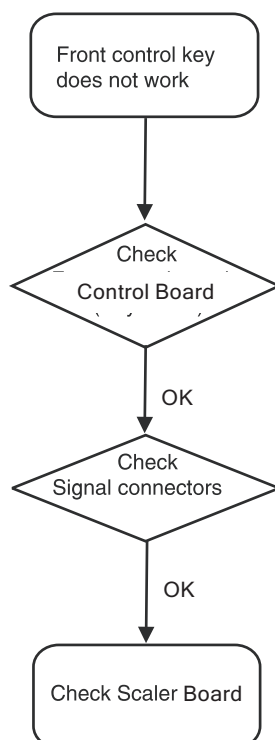 Front control key
does not work
Check
Control Board
OK
Check
Signal connectors
OK
Check Scaler Board